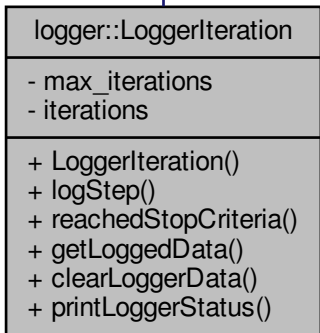 logger::LoggerIteration
- max_iterations
- iterations
+ LoggerIteration()
+ logStep()
+ reachedStopCriteria()
+ getLoggedData()
+ clearLoggerData()
+ printLoggerStatus()